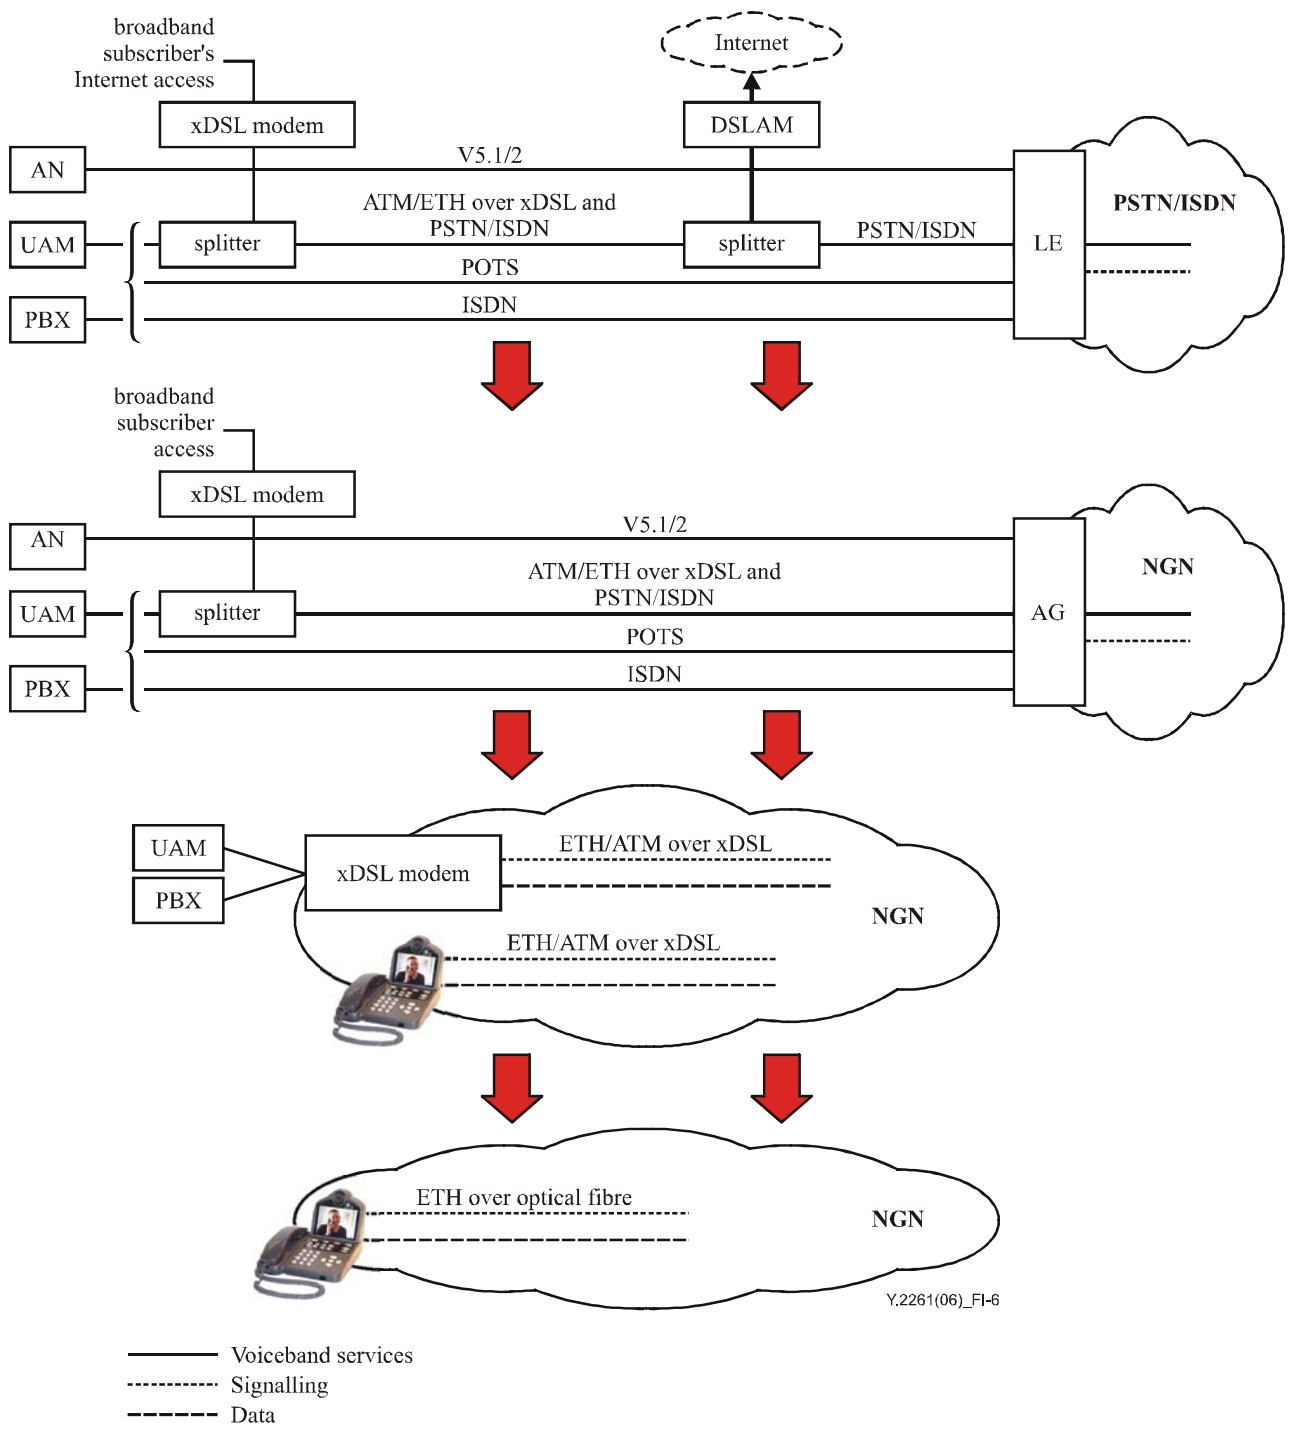 broadband
subscriber's
Internet access
Internet
xDSL modem
DSLAM
AN
V5.1/2
ATM/ETH over xDSL and
PSTN/ISDN
PSTN/ISDN
PSTN/ISDN
UAM
splitter
splitter
LE
POTS
PBX
ISDN
broadband
subscriber
access
xDSL modem
AN
V5.1/2
NGN
ATM/ETH over xDSL and
PSTN/ISDN
UAM
splitter
AG
POTS
PBX
ISDN
UAM
PBX
xDSL modem
ETH/ATM over xDSL
NGN
ETH/ATM over xDSL
ETH over optical fibre
NGN
Y.2261(06)_FI-6
Voiceband services
Signalling
Data